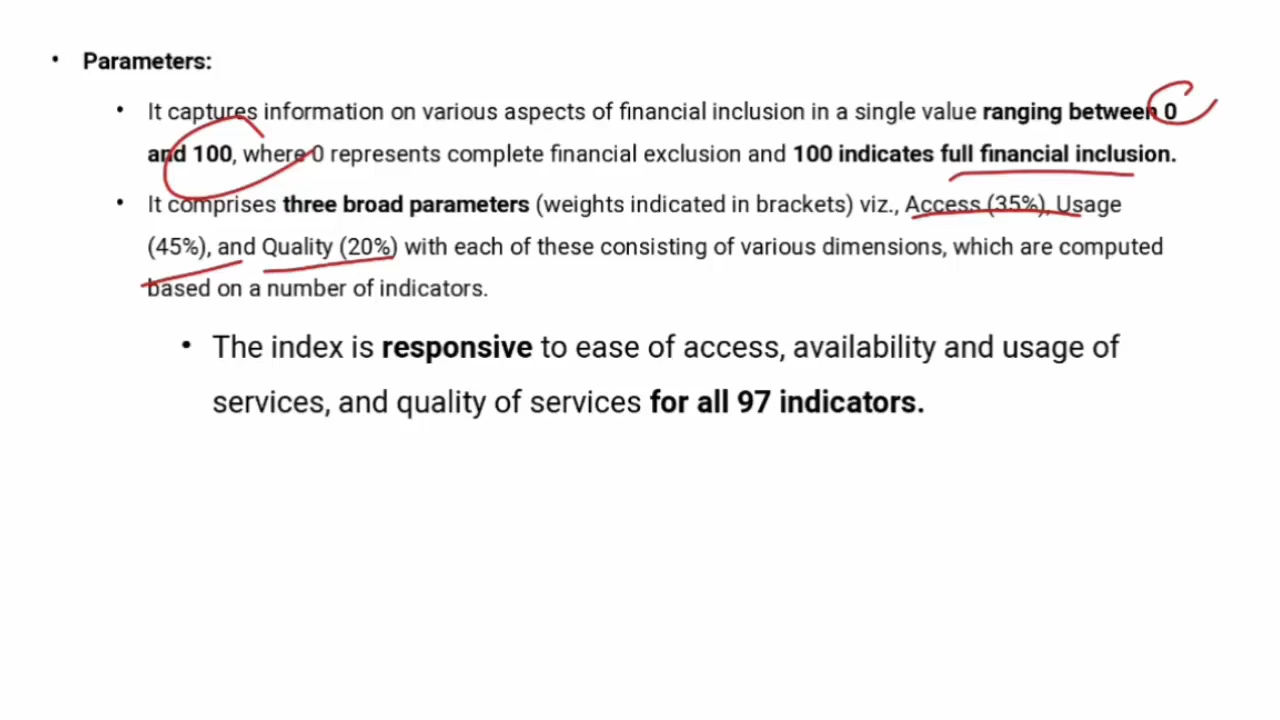 • Parameters:
• It captures information on various aspects of financial inclusion in a single value ranging between 0
and 100, where 0 represents complete financial exclusion and 100 indicates full financial inclusion.
• It comprises three broad parameters (weights indicated in brackets) viz., Access (35%), Usage
(45%), and Quality (20%) with each of these consisting of various dimensions, which are computed
based on a number of indicators.
• The index is responsive to ease of access, availability and usage of
services, and quality of services for all 97 indicators.